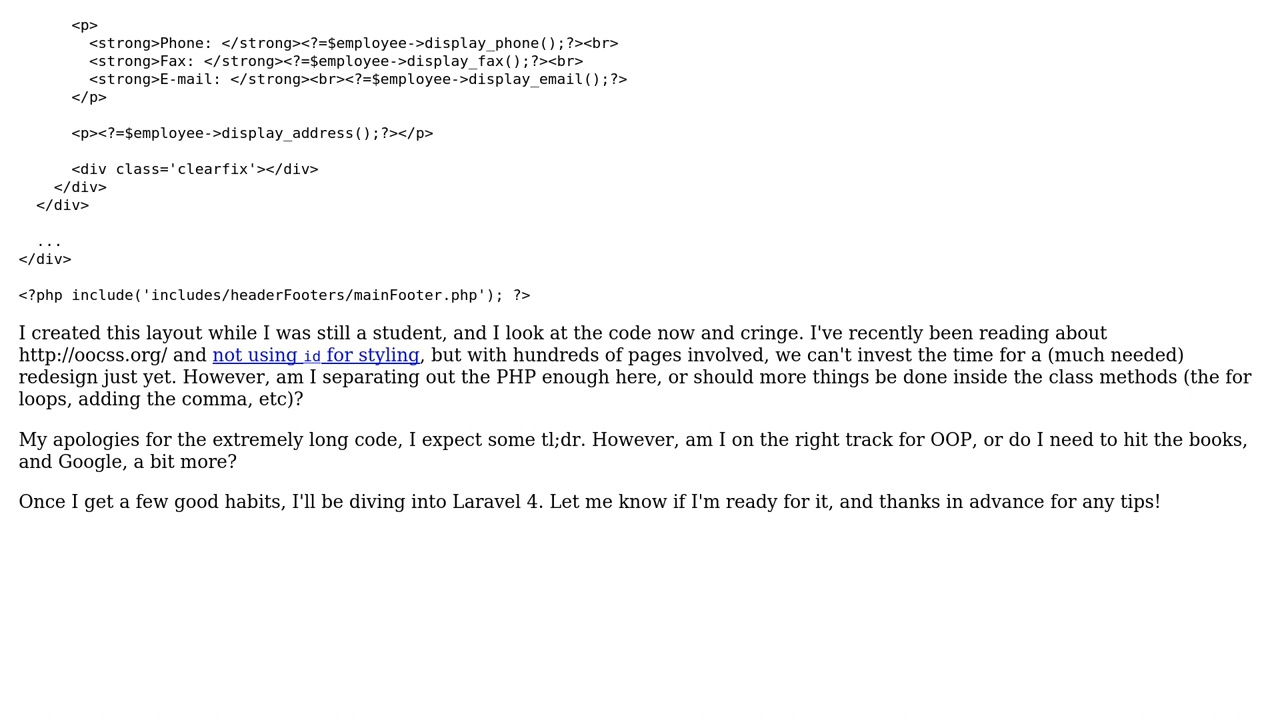 <p>
<strong>Phone: </strong><?=$employee->display_phone();?><br>
<strong>Fax: </strong><?=$employee->display_fax();?><br>
<strong>E-mail: </strong><br><?=$employee->display_email();?>
</p>
<p><?=$employee->display_address();?></p>
<div class='clearfix'></div>
</div>
</div>
...
</div>
<?php include('includes/headerFooters/mainFooter.php'); ?>
I created this layout while I was still a student, and I look at the code now and cringe. I've recently been reading about
http://oocss.org/ and not using id for styling, but with hundreds of pages involved, we can't invest the time for a (much needed)
redesign just yet. However, am I separating out the PHP enough here, or should more things be done inside the class methods (the for
loops, adding the comma, etc)?
My apologies for the extremely long code, I expect some tl;dr. However, am I on the right track for OOP, or do I need to hit the books,
and Google, a bit more?
Once I get a few good habits, I'll be diving into Laravel 4. Let me know if I'm ready for it, and thanks in advance for any tips!